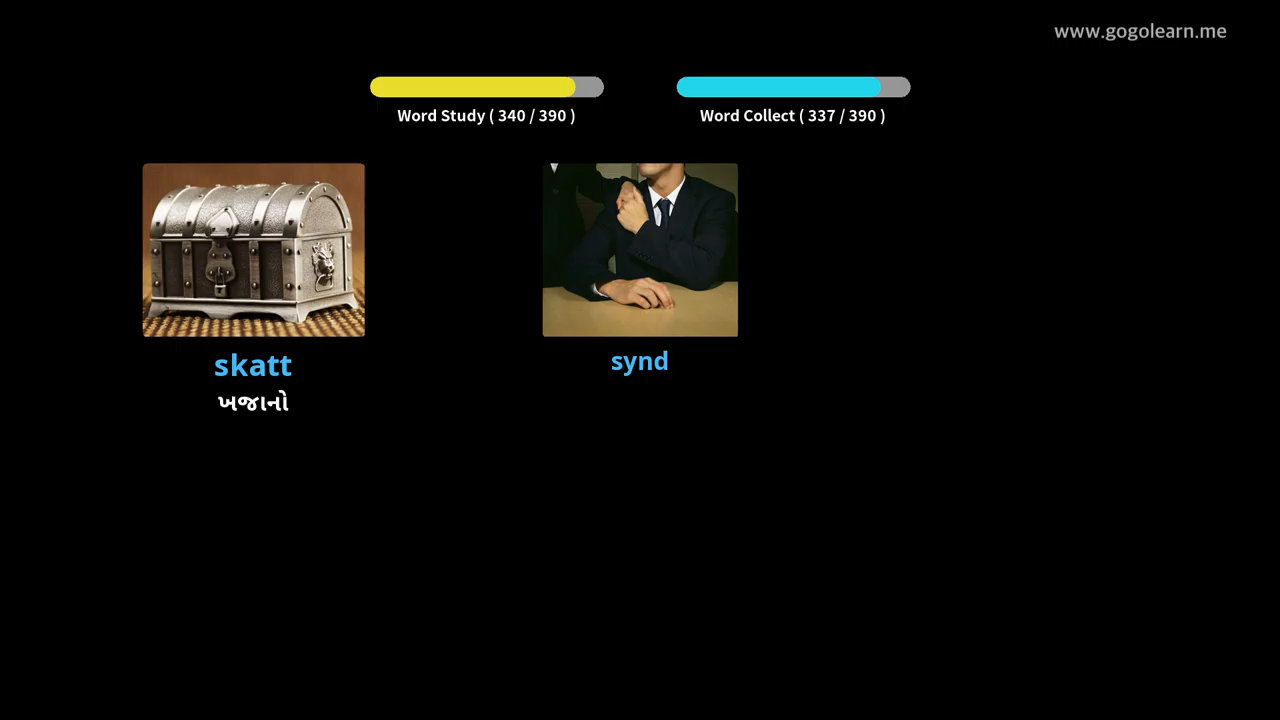 www.gogolearn.me
Word Study ( 340 / 390 )
Word Collect ( 337 / 390 )
skatt
ખજાનો
synd